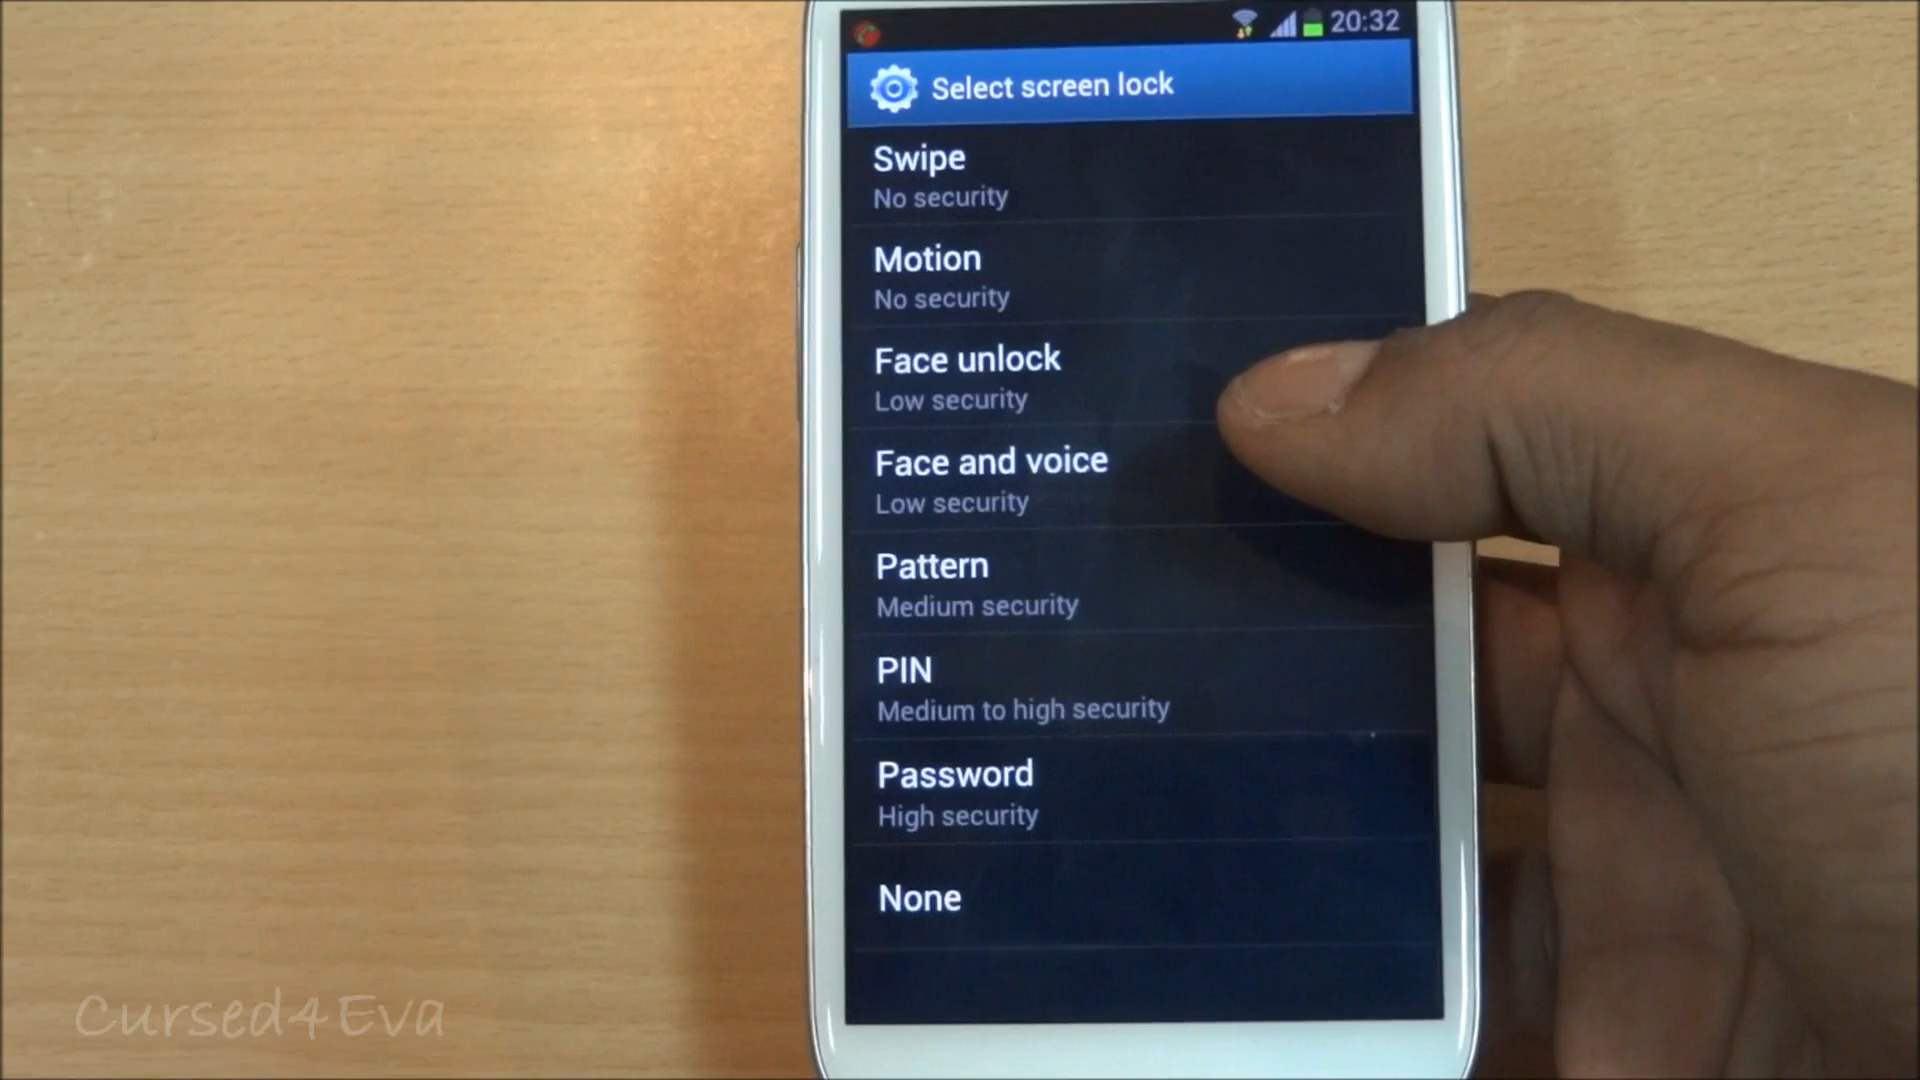 20:32
Select screen lock
Swipe
No security
Motion
No security
Face unlock
Low security
Face and voice
Low security
Pattern
Medium security
PIN
Medium to high security
Password
High security
None
Cursed4Eva